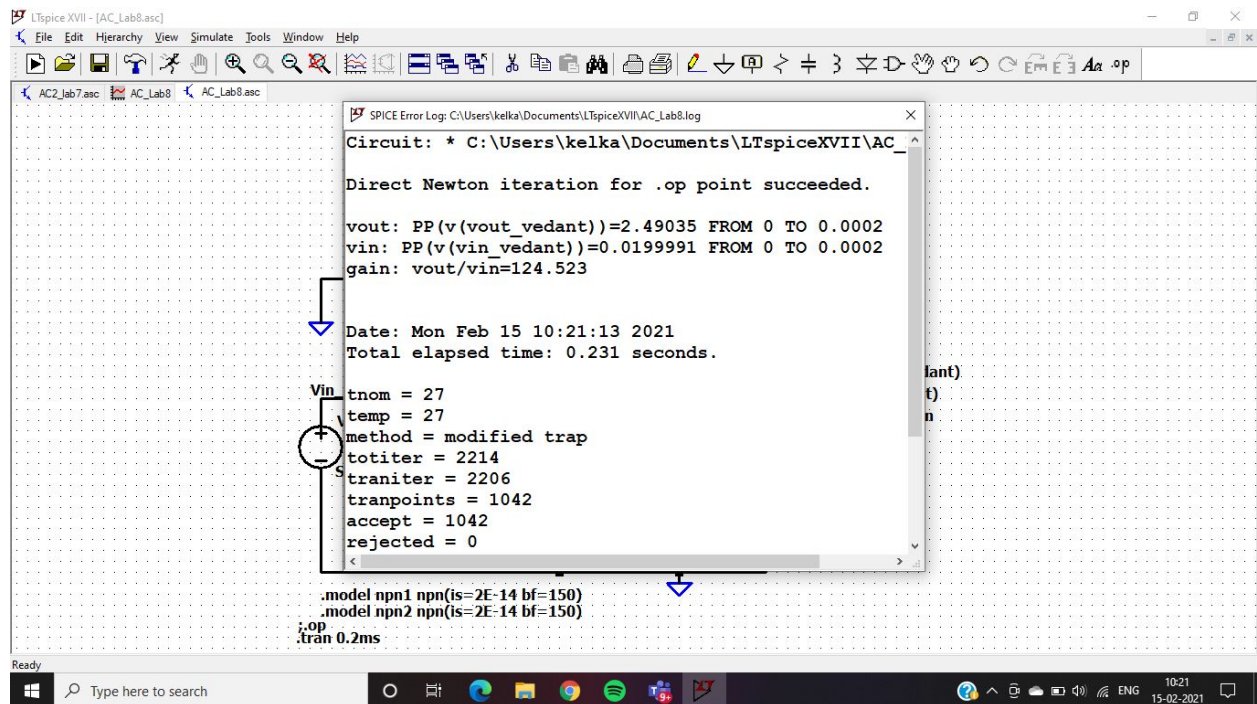 LTspice XVII - [AC_Lab8.asc]
File Edit Hierarchy View Simulate Tools Window Help
Aa .op
AC2_lab7.asc AC_Lab8 AC_Lab8.asc
SPICE Error Log: C:\Users\kelka\Documents\LTspiceXVII\AC_Lab8.log
Circuit: * C:\Users\kelka\Documents\LTspiceXVII\AC_
Direct Newton iteration for .op point succeeded.
vout: PP(v(vout_vedant))=2.49035 FROM 0 TO 0.0002
vin: PP(v(vin_vedant))=0.0199991 FROM 0 TO 0.0002
gain: vout/vin=124.523
Date: Mon Feb 15 10:21:13 2021
Total elapsed time: 0.231 seconds.
tnom = 27
temp = 27
method = modified trap
totiter = 2214
traniter = 2206
tranpoints = 1042
accept = 1042
rejected = 0
Vin
V
S
dant)
t)
n
.model npn1 npn(is=2E-14 bf=150)
.model npn2 npn(is=2E-14 bf=150)
;.op
.tran 0.2ms
Ready
Type here to search
9+
ENG
10:21
15-02-2021